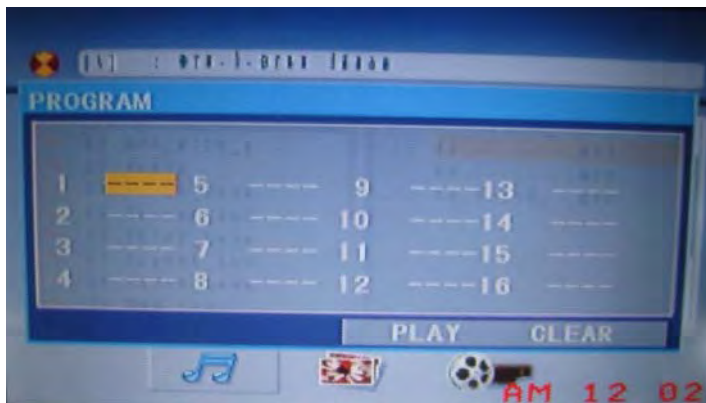 PROGRAM
1 ---- 5 ---- 9 ---- 13 ----
2 ---- 6 ---- 10 ---- 14 ----
3 ---- 7 ---- 11 ---- 15 ----
4 ---- 8 ---- 12 ---- 16 ----
PLAY CLEAR
AM 12 02